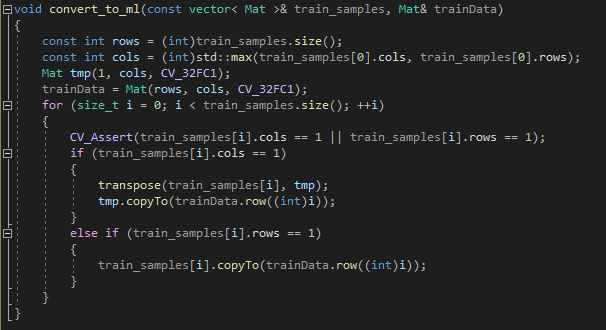 void convert_to_ml(const vector< Mat >& train_samples, Mat& trainData)
{
    const int rows = (int)train_samples.size();
    const int cols = (int)std::max(train_samples[0].cols, train_samples[0].rows);
    Mat tmp(1, cols, CV_32FC1);
    trainData = Mat(rows, cols, CV_32FC1);
    for (size_t i = 0; i < train_samples.size(); ++i)
    {
        CV_Assert(train_samples[i].cols == 1 || train_samples[i].rows == 1);
        if (train_samples[i].cols == 1)
        {
            transpose(train_samples[i], tmp);
            tmp.copyTo(trainData.row((int)i));
        }
        else if (train_samples[i].rows == 1)
        {
            train_samples[i].copyTo(trainData.row((int)i));
        }
    }
}